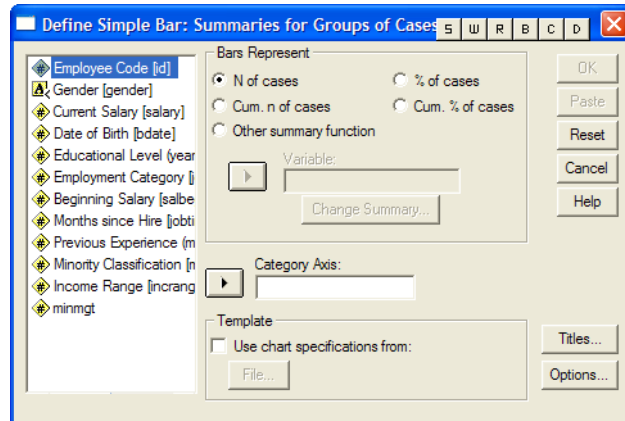 Define Simple Bar: Summaries for Groups of Cases
S W R B C D
Employee Code [id]
Gender [gender]
Current Salary [salary]
Date of Birth [bdate]
Educational Level (year
Employment Category [j
Beginning Salary [salbe
Months since Hire [jobti
Previous Experience (m
Minority Classification [n
Income Range [incrang
minmgt
Bars Represent
N of cases
% of cases
Cum. n of cases
Cum. % of cases
Other summary function
Variable:
Change Summary...
Category Axis:
Template
Use chart specifications from:
File...
OK
Paste
Reset
Cancel
Help
Titles...
Options...